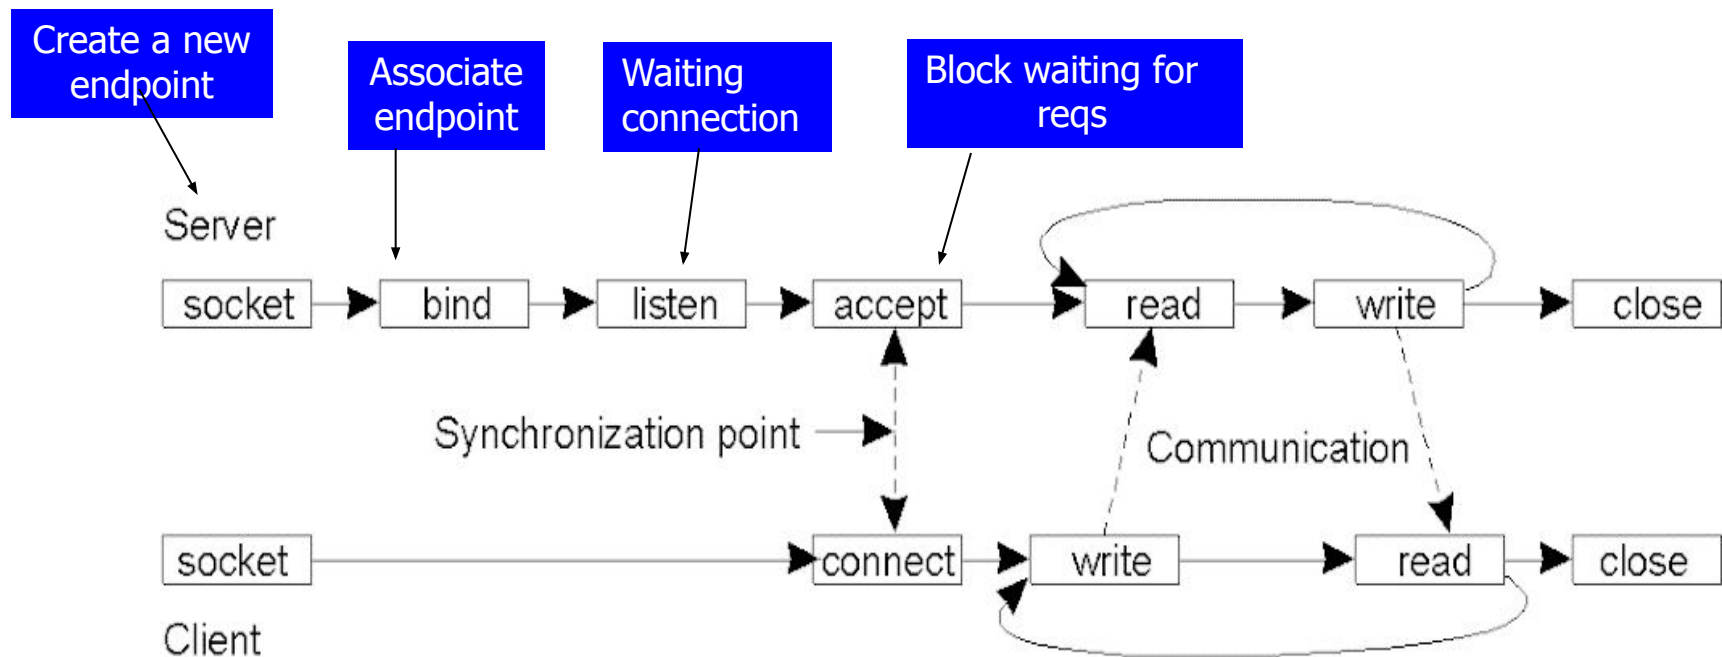 Create a new
endpoint
Associate
endpoint
Waiting
connection
Block waiting for
reqs
Server
socket
bind
listen
accept
read
write
close
Synchronization point
Communication
socket
connect
write
read
close
Client